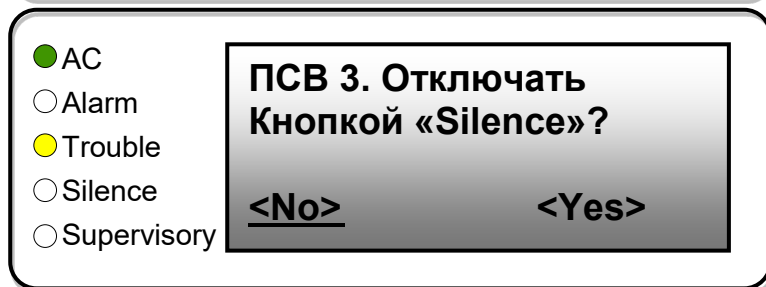 AC
Alarm
Trouble
Silence
Supervisory
ПСВ 3. Отключать
Кнопкой «Silence»?
<No> <Yes>